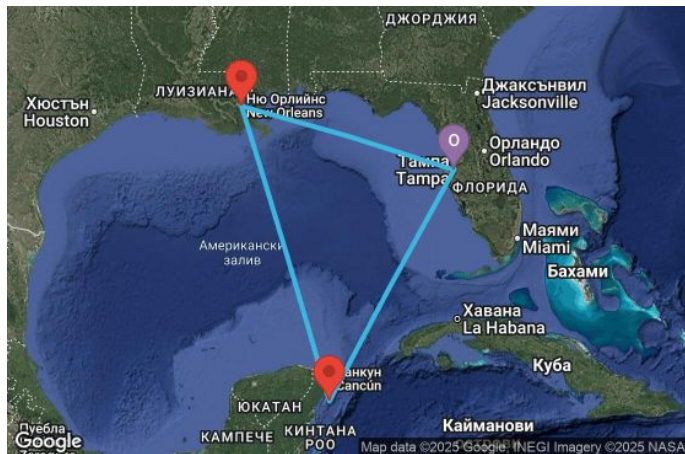 ДЖОРДЖИЯ
ЛУИЗИАНА
Ню Орлийнс
New Orleans
Хюстън
Houston
Джаксънвил
Jacksonville
O
Тампа
Tampa
Орландо
Orlando
ФЛОРИДА
Американски
залив
Маями
Miami
Бахами
Хавана
La Habana
Куба
анкун
Cancún
ЮКАТАН
КАМПЕЧЕ
КИНТАНА
РОО
Кайманови
Пуебла
Google
Map data ©2025 Google, INEGI Imagery ©2025 NASA